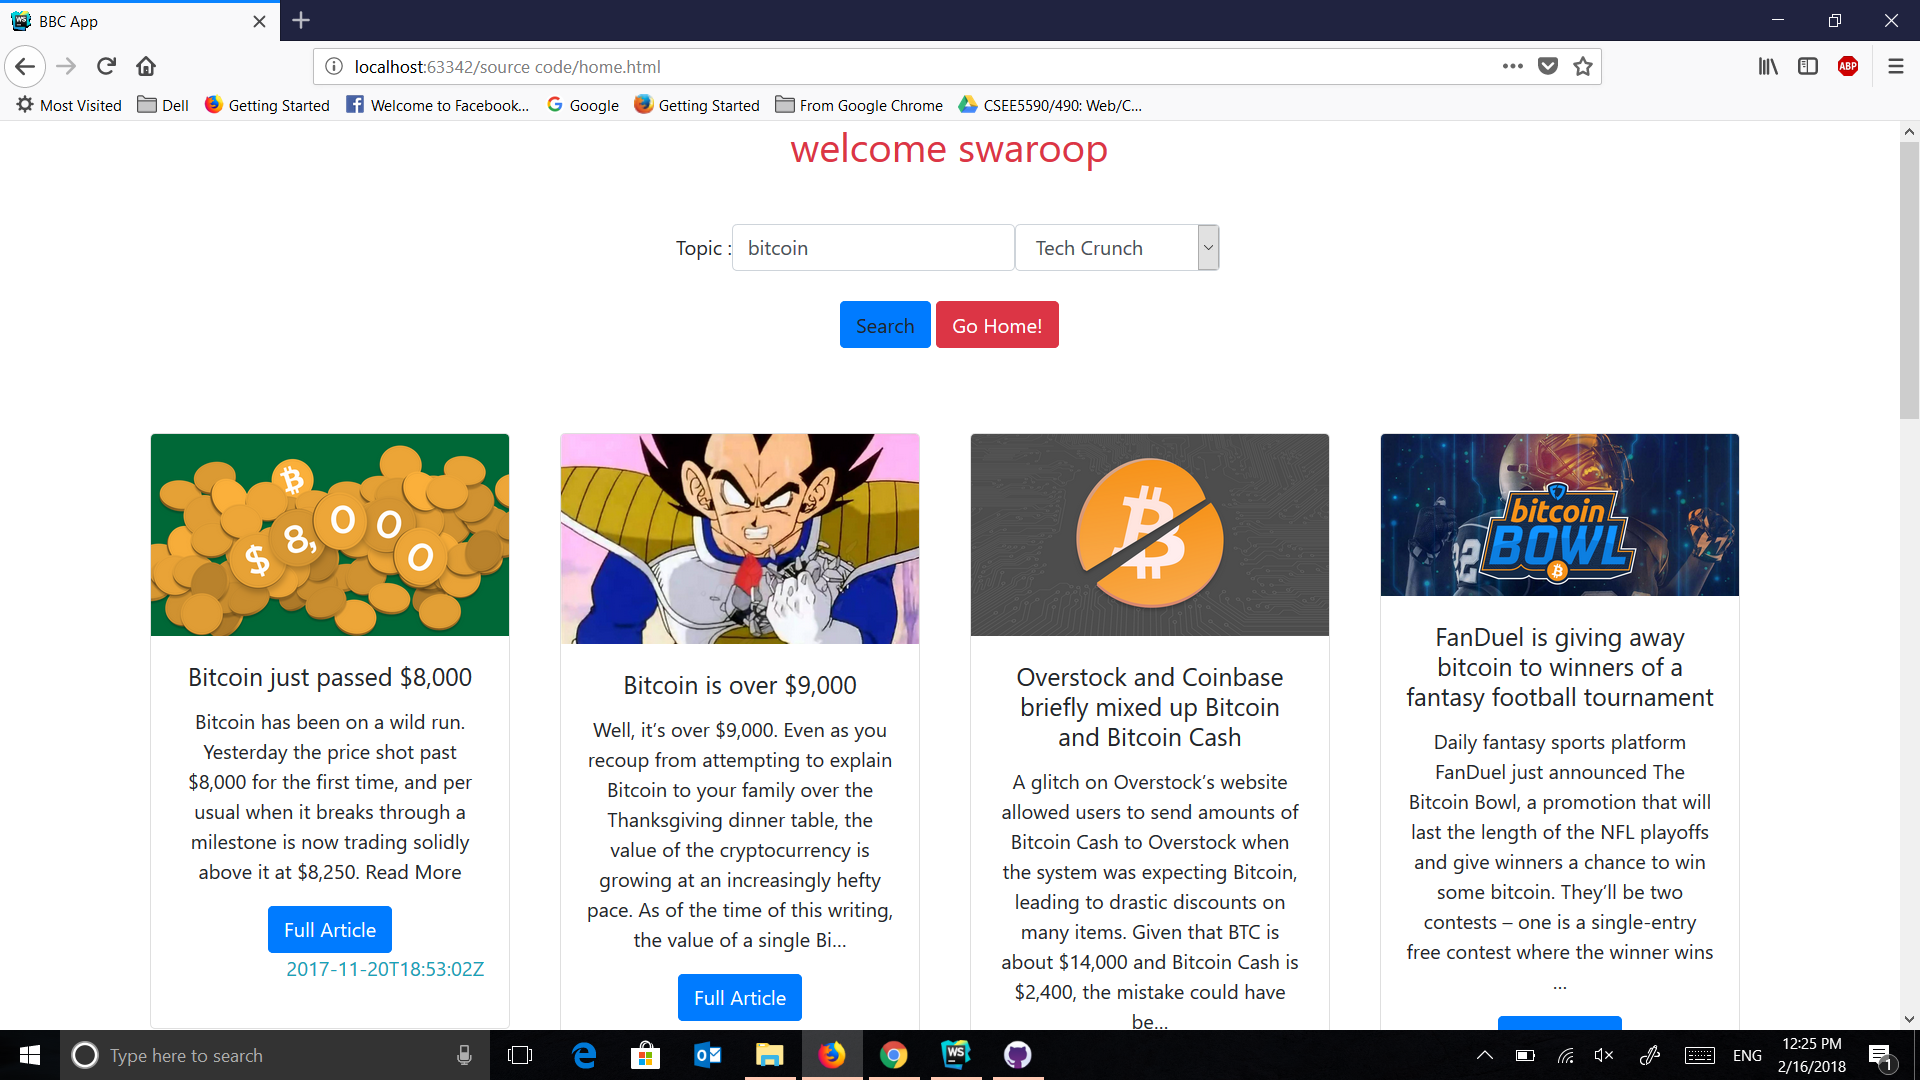 BBC App
localhost:63342/source code/home.html
ABP
Most Visited
Dell
Getting Started
Welcome to Facebook...
Google
Getting Started
From Google Chrome
CSEE5590/490: Web/C...
welcome swaroop
Topic :
bitcoin
Tech Crunch
Search
Go Home!
$8,000
Bitcoin just passed $8,000
Bitcoin has been on a wild run.
Yesterday the price shot past
$8,000 for the first time, and per
usual when it breaks through a
milestone is now trading solidly
above it at $8,250. Read More
Full Article
2017-11-20T18:53:02Z
Bitcoin is over $9,000
Well, it’s over $9,000. Even as you
recoup from attempting to explain
Bitcoin to your family over the
Thanksgiving dinner table, the
value of the cryptocurrency is
growing at an increasingly hefty
pace. As of the time of this writing,
the value of a single Bi…
Full Article
Overstock and Coinbase
briefly mixed up Bitcoin
and Bitcoin Cash
A glitch on Overstock’s website
allowed users to send amounts of
Bitcoin Cash to Overstock when
the system was expecting Bitcoin,
leading to drastic discounts on
many items. Given that BTC is
about $14,000 and Bitcoin Cash is
$2,400, the mistake could have
be…
bitcoin
BOWL
FanDuel is giving away
bitcoin to winners of a
fantasy football tournament
Daily fantasy sports platform
FanDuel just announced The
Bitcoin Bowl, a promotion that will
last the length of the NFL playoffs
and give winners a chance to win
some bitcoin. They’ll be two
contests – one is a single-entry
free contest where the winner wins
…
Type here to search
WS
ENG
12:25 PM
2/16/2018
1